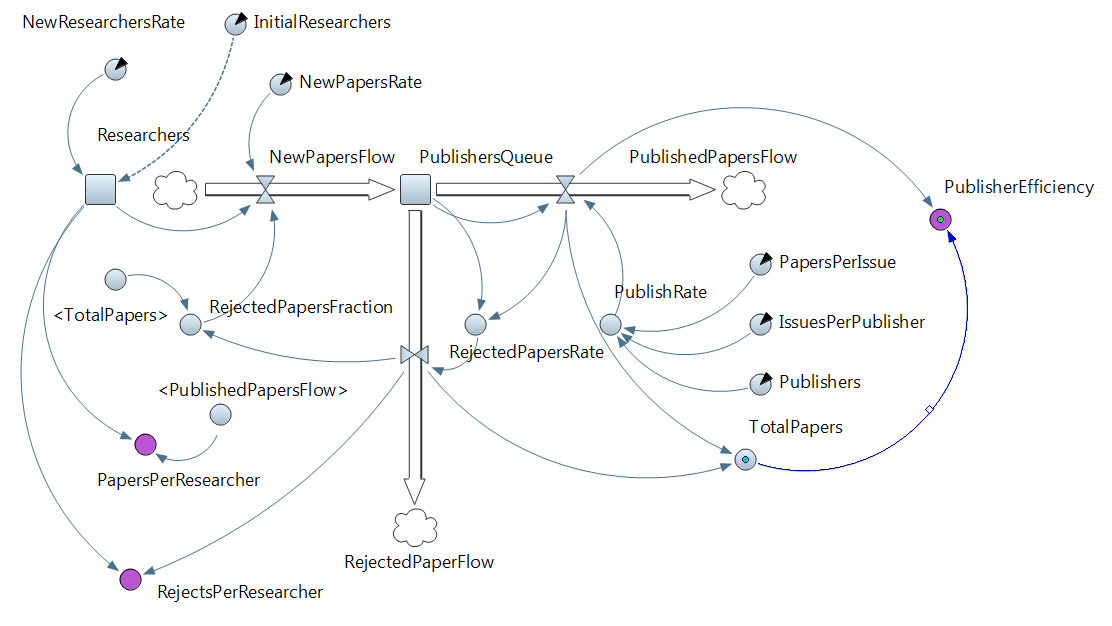 NewResearchersRate
InitialResearchers
NewPapersRate
Researchers
NewPapersFlow
PublishersQueue
PublishedPapersFlow
PublisherEfficiency
PapersPerIssue
PublishRate
RejectedPapersFraction
<TotalPapers>
IssuesPerPublisher
RejectedPapersRate
Publishers
<PublishedPapersFlow>
TotalPapers
PapersPerResearcher
RejectedPaperFlow
RejectsPerResearcher